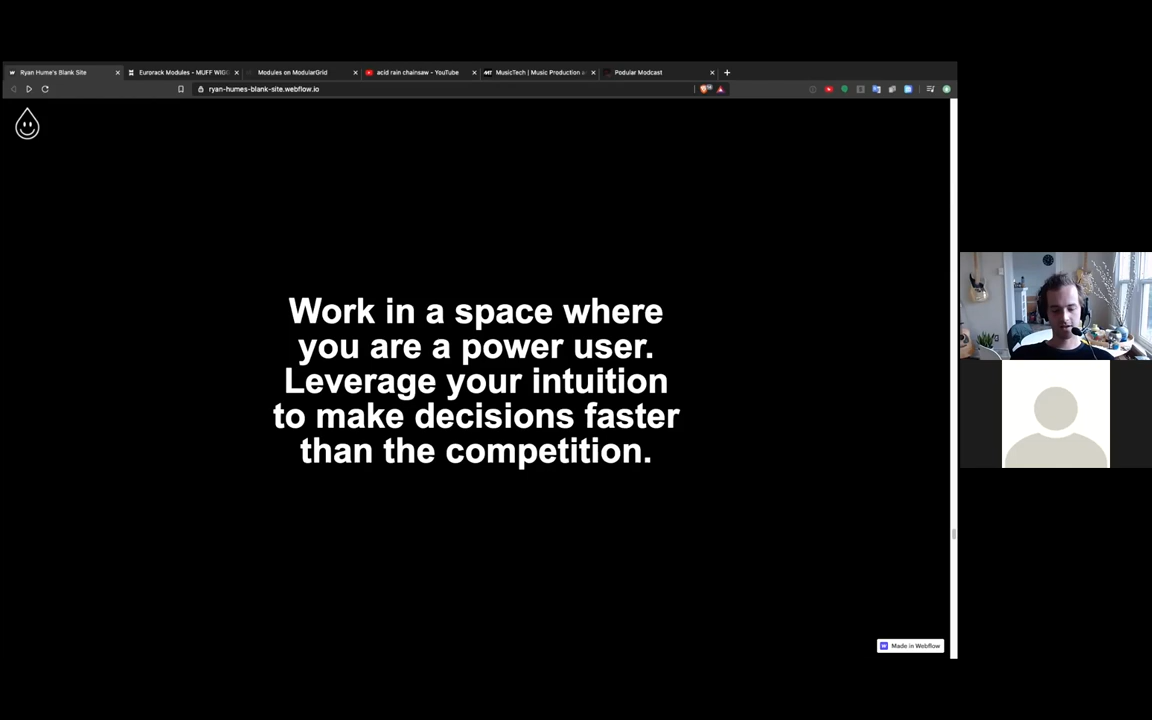 Ryan Hume's Blank Site
Eurorack Modules - MUFF WIGG
Modules on ModularGrid
acid rain chainsaw - YouTube
MusicTech | Music Production a
Podular Modcast
ryan-humes-blank-site.webflow.io
Work in a space where
you are a power user.
Leverage your intuition
to make decisions faster
than the competition.
Made in Webflow